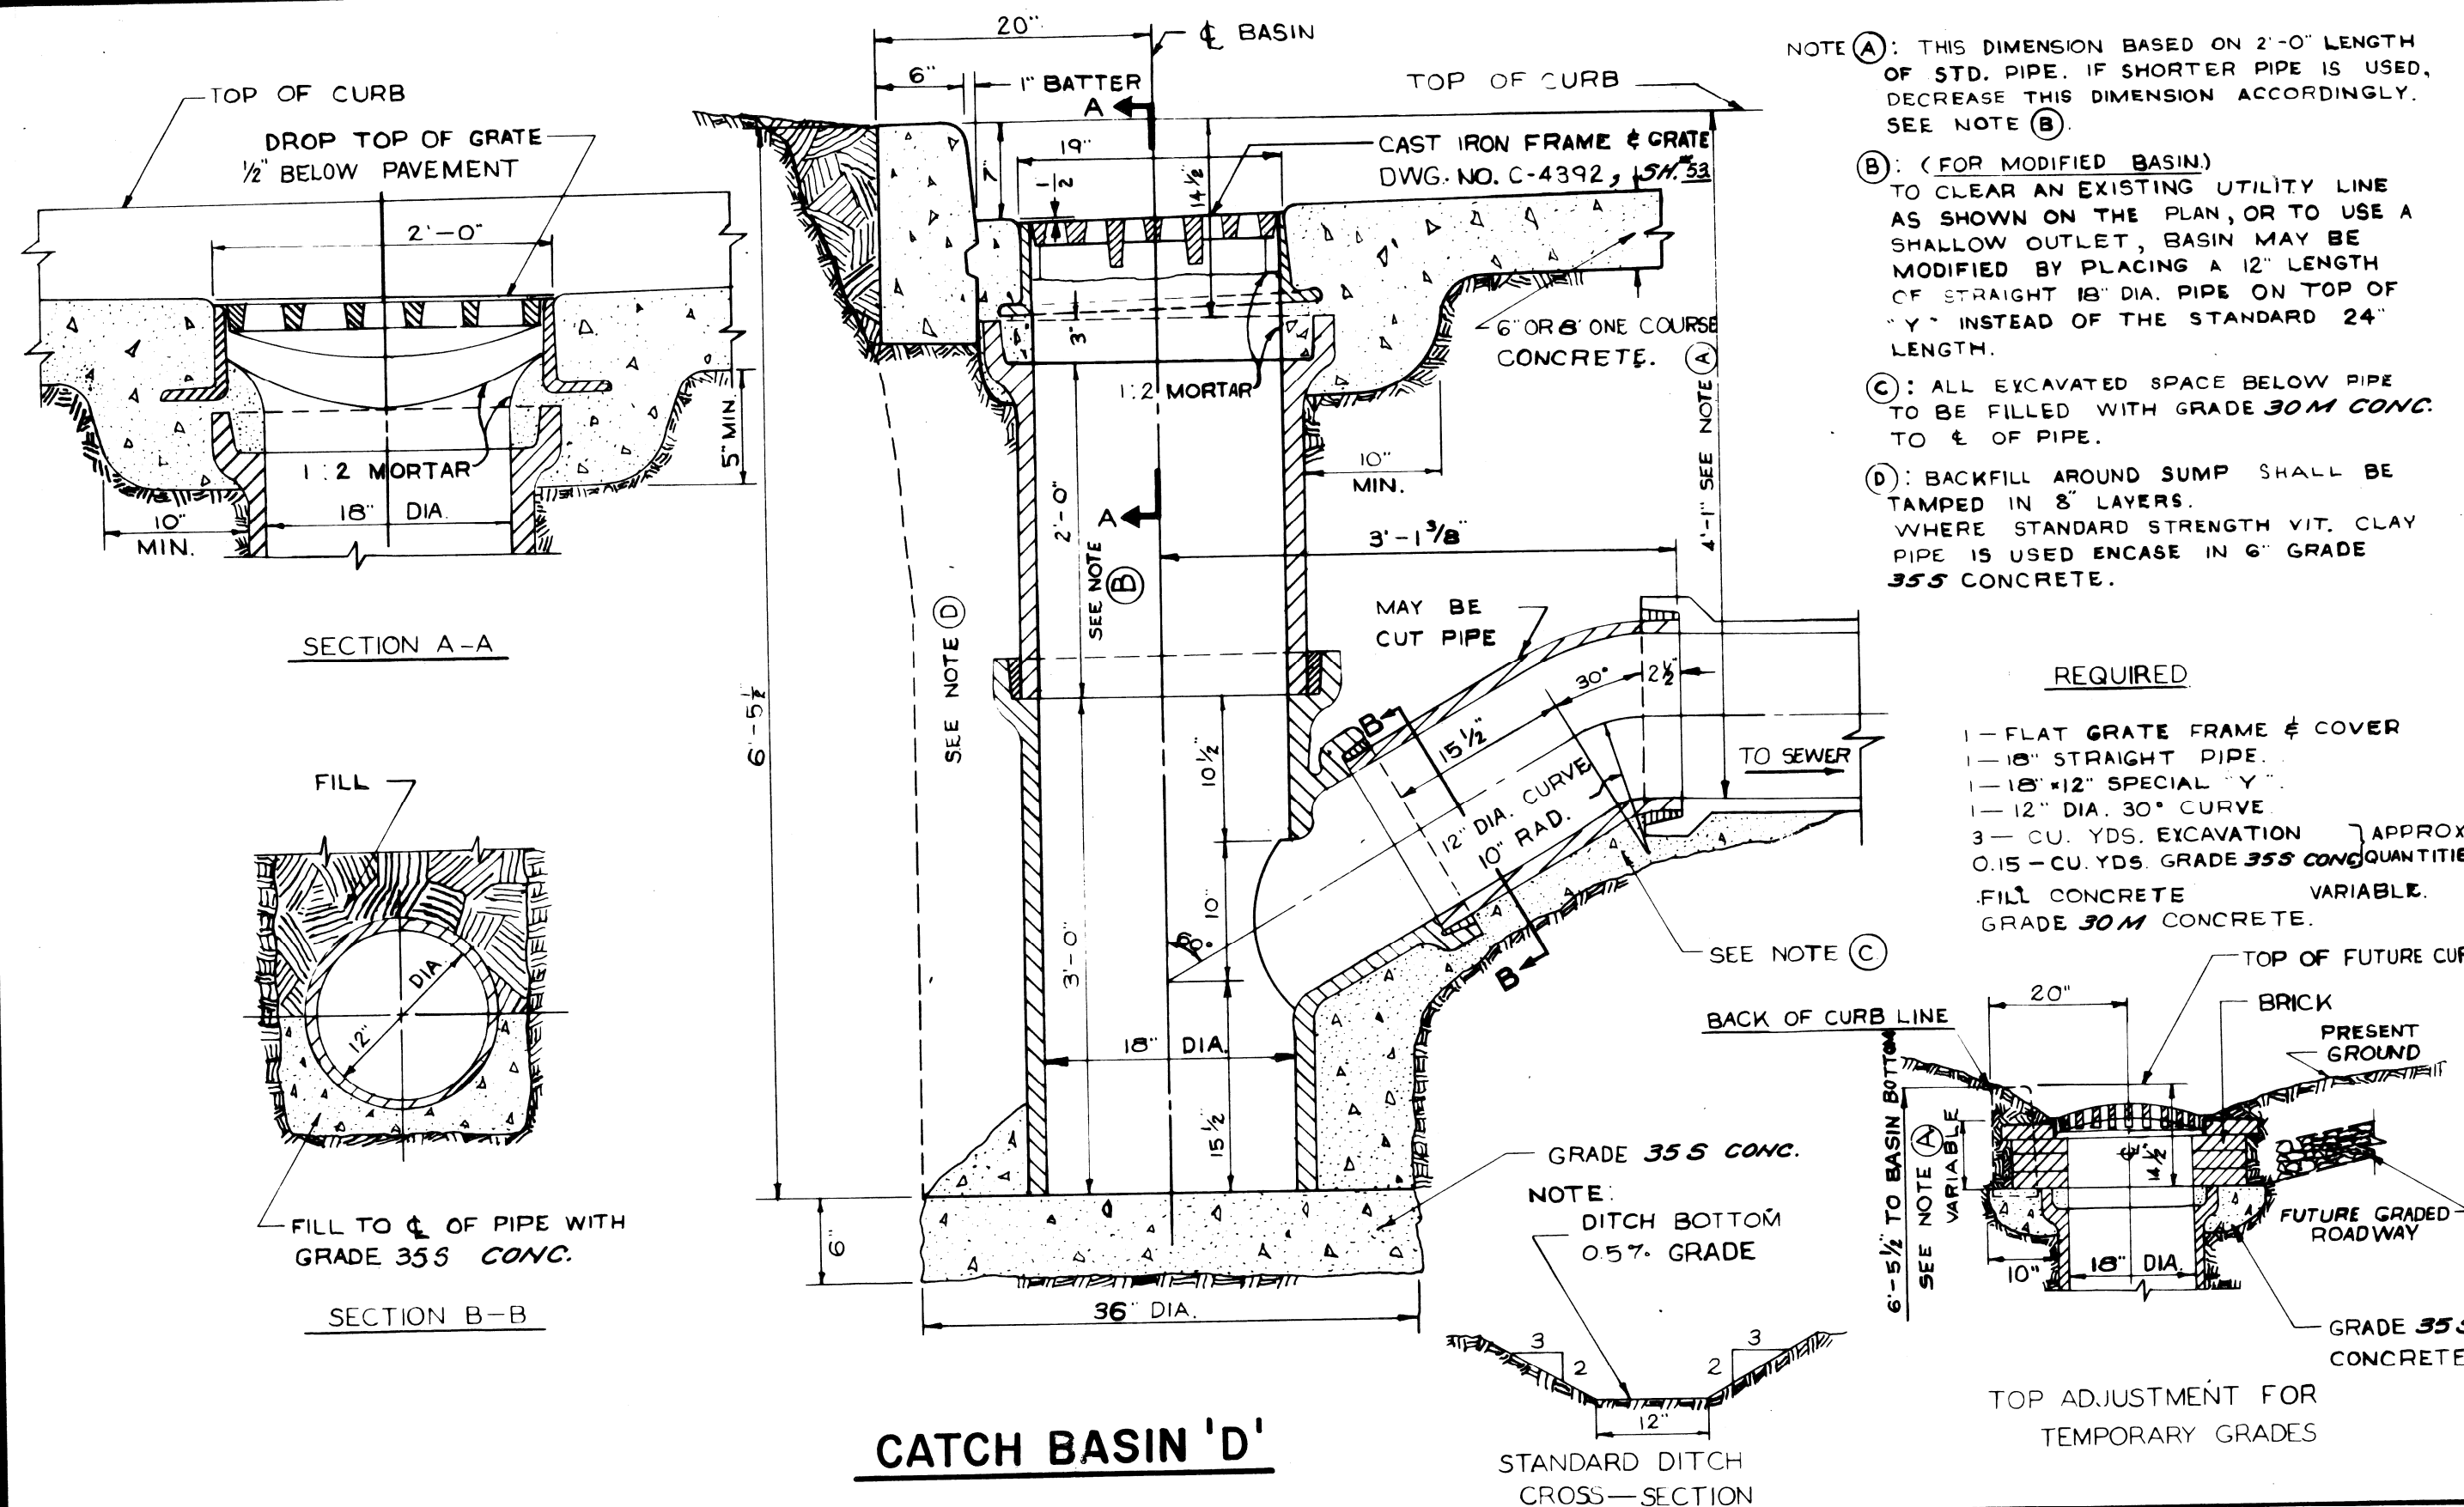 TOP OF CURB
DROP TOP OF GRATE
½" BELOW PAVEMENT
2'-0"
1:2 MORTAR
18" DIA.
10"
MIN.
5" MIN
SECTION A-A
FILL
12" DIA
FILL TO ℄ OF PIPE WITH
GRADE 35S CONC.
SECTION B-B
20"
℄ BASIN
6"
1" BATTER
A
TOP OF CURB
7"
19"
½
14½
CAST IRON FRAME & GRATE
DWG. NO. C-4392, SH.#53
3"
6" OR 8" ONE COURSE
CONCRETE.
1:2 MORTAR
10"
MIN.
A
2'-0"
SEE NOTE
(B)
SEE NOTE (D)
6'-5½
4'-1" SEE NOTE (A)
3'-1⅜"
MAY BE
CUT PIPE
30°
2½"
15½"
B
TO SEWER
12" DIA. CURVE
10" RAD.
10½"
10"
3'-0"
B
SEE NOTE (C)
18" DIA.
15½
6"
36" DIA.
GRADE 35S CONC.
NOTE:
DITCH BOTTOM
0.5% GRADE
3
2
2
3
12"
STANDARD DITCH
CROSS—SECTION
CATCH BASIN 'D'
NOTE (A): THIS DIMENSION BASED ON 2'-0" LENGTH
OF STD. PIPE. IF SHORTER PIPE IS USED,
DECREASE THIS DIMENSION ACCORDINGLY.
SEE NOTE (B).
(B): (FOR MODIFIED BASIN.)
TO CLEAR AN EXISTING UTILITY LINE
AS SHOWN ON THE PLAN, OR TO USE A
SHALLOW OUTLET, BASIN MAY BE
MODIFIED BY PLACING A 12" LENGTH
OF STRAIGHT 18" DIA. PIPE ON TOP OF
"Y" INSTEAD OF THE STANDARD 24"
LENGTH.
(C): ALL EXCAVATED SPACE BELOW PIPE
TO BE FILLED WITH GRADE 30M CONC.
TO ℄ OF PIPE.
(D): BACKFILL AROUND SUMP SHALL BE
TAMPED IN 8" LAYERS.
WHERE STANDARD STRENGTH VIT. CLAY
PIPE IS USED ENCASE IN 6" GRADE
35S CONCRETE.
REQUIRED
1—FLAT GRATE FRAME & COVER
1—18" STRAIGHT PIPE.
1—18"x12" SPECIAL "Y".
1—12" DIA. 30° CURVE.
3— CU. YDS. EXCAVATION } APPROX
0.15—CU. YDS. GRADE 35S CONC QUANTITIE
FILL CONCRETE VARIABLE.
GRADE 30M CONCRETE.
TOP OF FUTURE CUR
20"
BRICK
BACK OF CURB LINE
PRESENT
GROUND
6'-5½" TO BASIN BOTTOM
SEE NOTE (A)
VARIABLE
℄
14½"
FUTURE GRADED
ROADWAY
10"
18" DIA.
GRADE 35S
CONCRETE
TOP ADJUSTMENT FOR
TEMPORARY GRADES